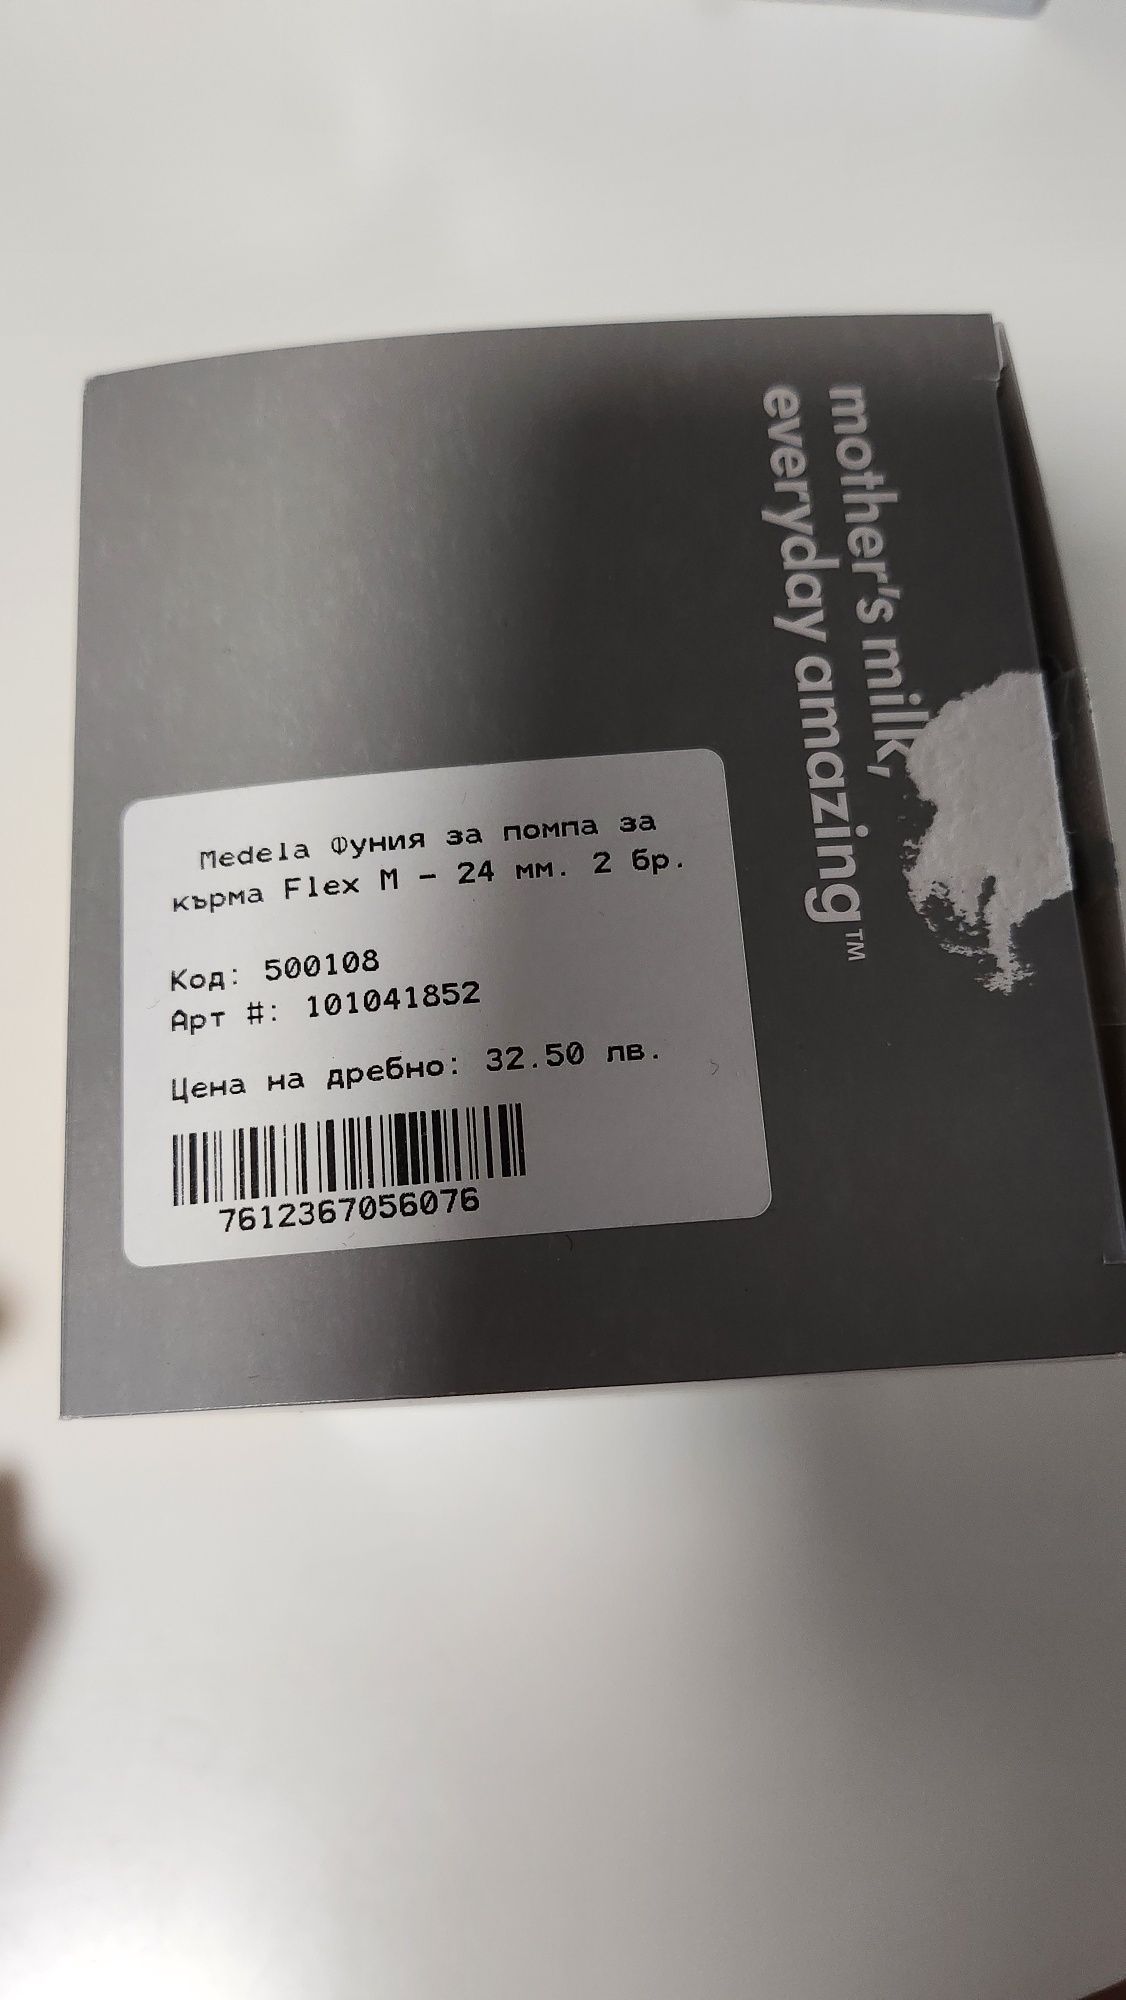 mother's milk,
everyday amazing™
Medela Фуния за помпа за
кърма Flex M - 24 мм. 2 бр.
Код: 500108
Арт #: 101041852
Цена на дребно: 32.50 лв.
7612367056076